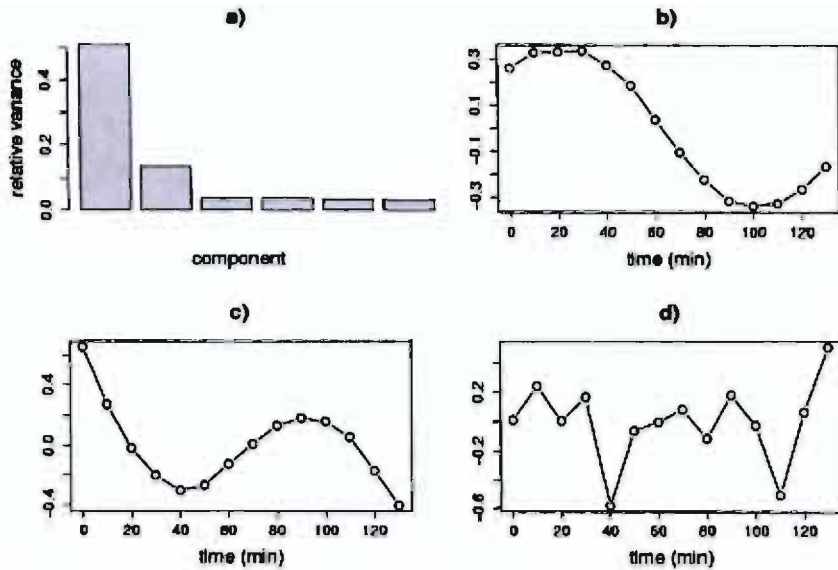 a)
relative variance
0.0 0.2 0.4
component
b)
-0.3 -0.1 0.1 0.3
0 20 40 60 80 100 120
time (min)
c)
-0.4 0.0 0.4
0 20 40 60 80 100 120
time (min)
d)
-0.6 -0.2 0.2
0 20 40 60 80 100 120
time (min)